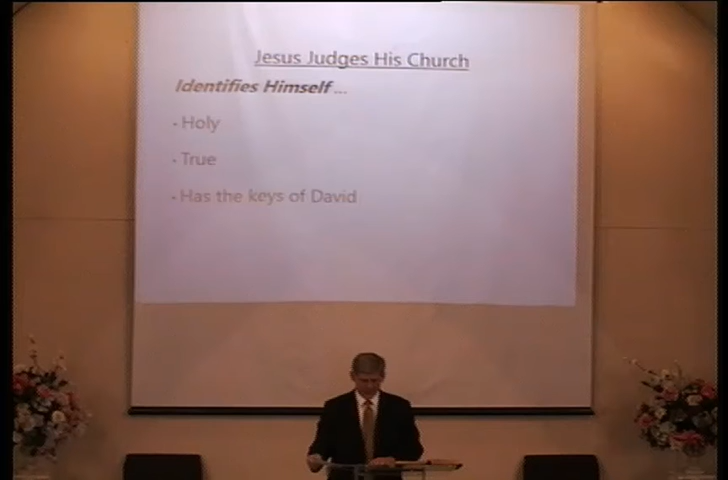 Jesus Judges His Church
Identifies Himself ...
- Holy
- True
- Has the keys of David